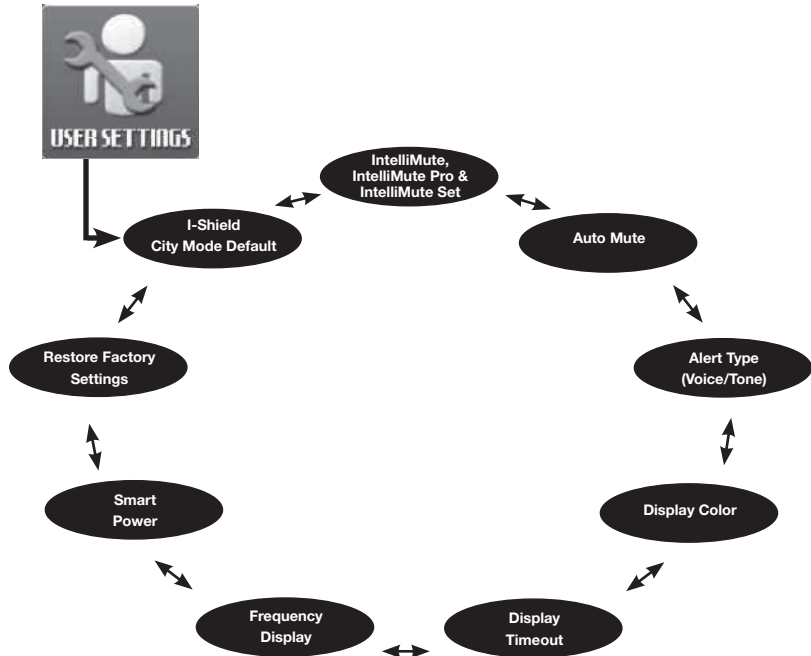 USER SETTINGS
IntelliMute,
IntelliMute Pro &
IntelliMute Set
I-Shield
City Mode Default
Auto Mute
Restore Factory
Settings
Alert Type
(Voice/Tone)
Smart
Power
Display Color
Frequency
Display
Display
Timeout